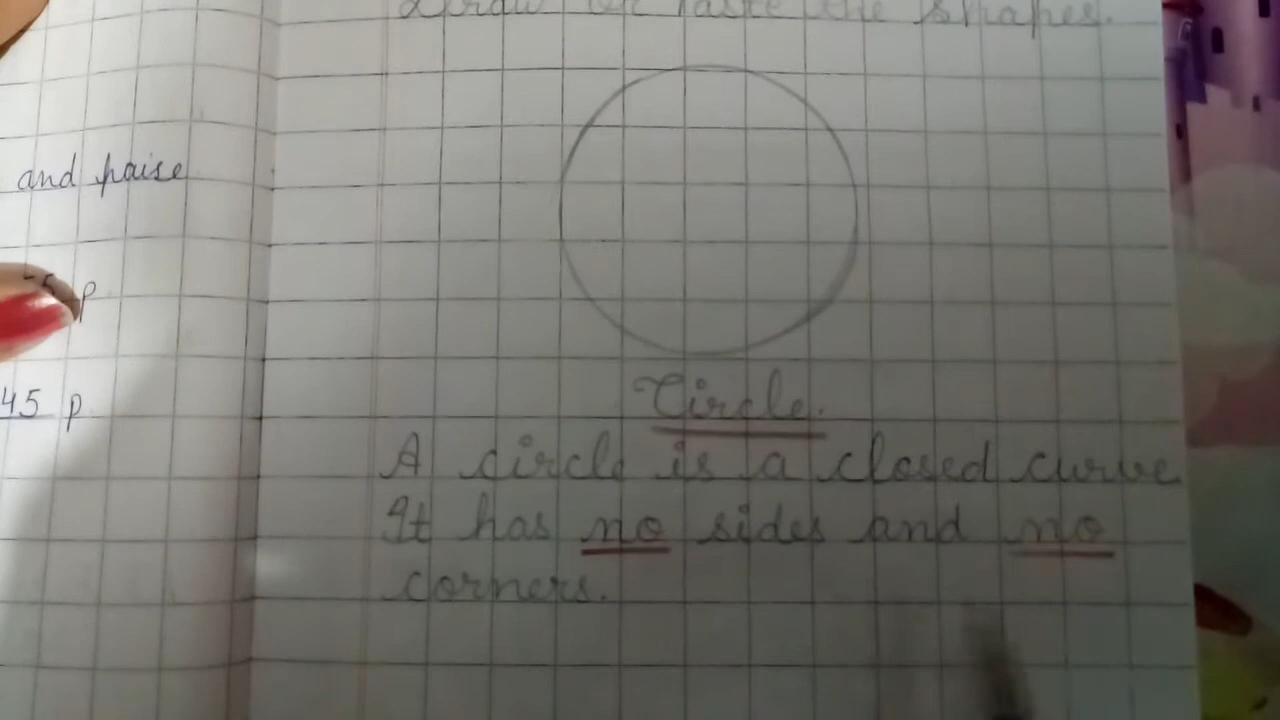 and paise
5 p
45 p
Draw or Paste the Shapes.
Circle.
A circle is a closed curve
It has no sides and no
corners.